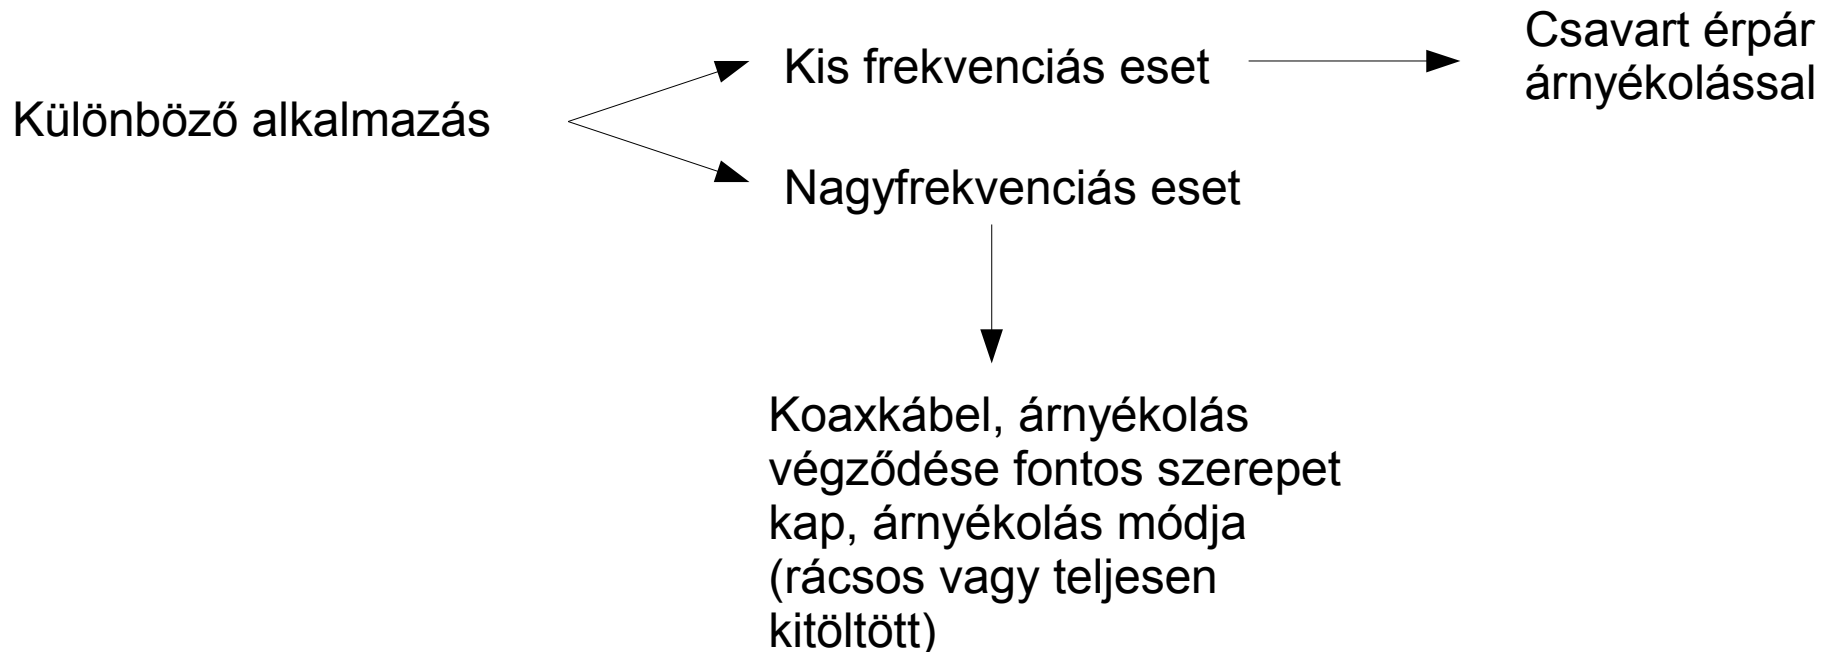 Különböző alkalmazás
Kis frekvenciás eset
Csavart érpár
árnyékolással
Nagyfrekvenciás eset
Koaxkábel, árnyékolás
végződése fontos szerepet
kap, árnyékolás módja
(rácsos vagy teljesen
kitöltött)